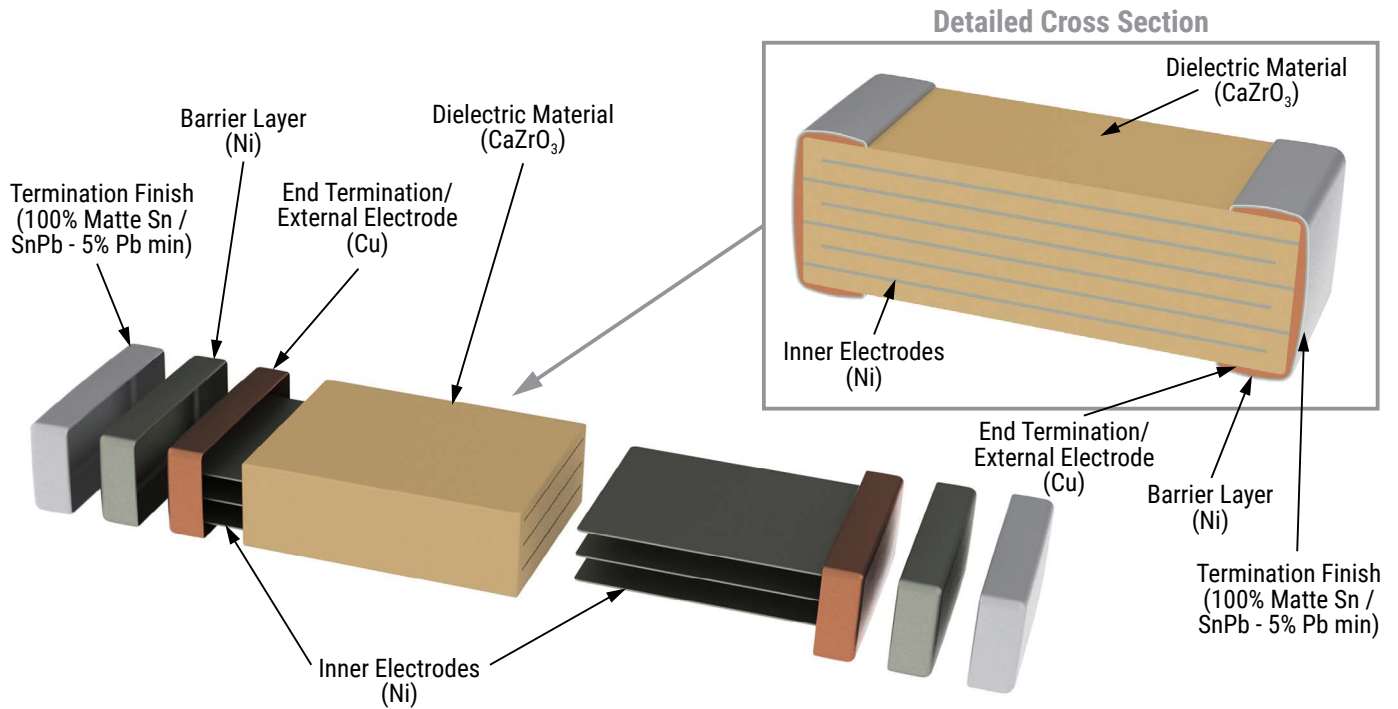 Detailed Cross Section
Dielectric Material
(CaZrO₃)
Inner Electrodes
(Ni)
End Termination/
External Electrode
(Cu)
Barrier Layer
(Ni)
Termination Finish
(100% Matte Sn /
SnPb - 5% Pb min)
Termination Finish
(100% Matte Sn /
SnPb - 5% Pb min)
Barrier Layer
(Ni)
End Termination/
External Electrode
(Cu)
Dielectric Material
(CaZrO₃)
Inner Electrodes
(Ni)